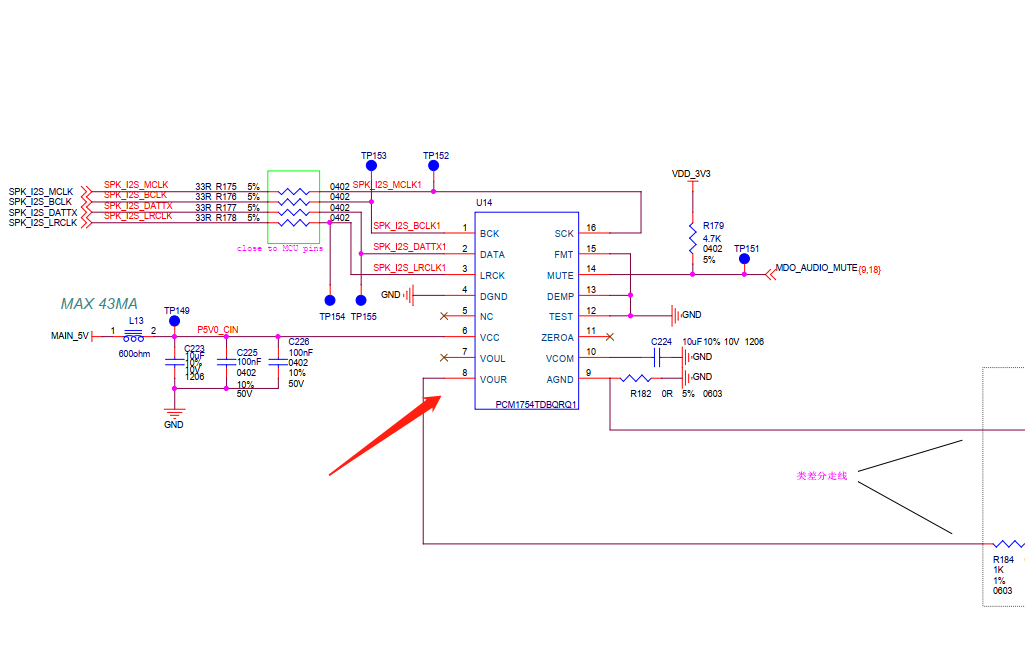 TP153
TP152
SPK_I2S_MCLK
SPK_I2S_BCLK
SPK_I2S_DATTX
SPK_I2S_LRCLK
SPK_I2S_MCLK
SPK_I2S_BCLK
SPK_I2S_DATTX
SPK_I2S_LRCLK
33R R175 5% 0402
33R R176 5% 0402
33R R177 5% 0402
33R R178 5% 0402
SPK_I2S_MCLK1
close to MCU pins
SPK_I2S_BCLK1
SPK_I2S_DATTX1
SPK_I2S_LRCLK1
TP154
TP155
U14
1 BCK
2 DATA
3 LRCK
GND 4 DGND
5 NC
6 VCC
7 VOUL
8 VOUR
SCK 16
FMT 15
MUTE 14
DEMP 13
TEST 12 GND
ZEROA 11
VCOM 10
AGND 9
PCM1754TDBQRQ1
VDD_3V3
R179
4.7K
0402
5%
TP151
MDO_AUDIO_MUTE {9,18}
C224 10uF 10% 10V 1206
GND
GND
R182 0R 5% 0603
MAX 43MA
TP149
L13
MAIN_5V 1 2 P5V0_CIN
600ohm
C223
10uF
10%
10V
1206
C225
100nF
0402
10%
50V
C226
100nF
0402
10%
50V
GND
类差分走线
R184
1K
1%
0603